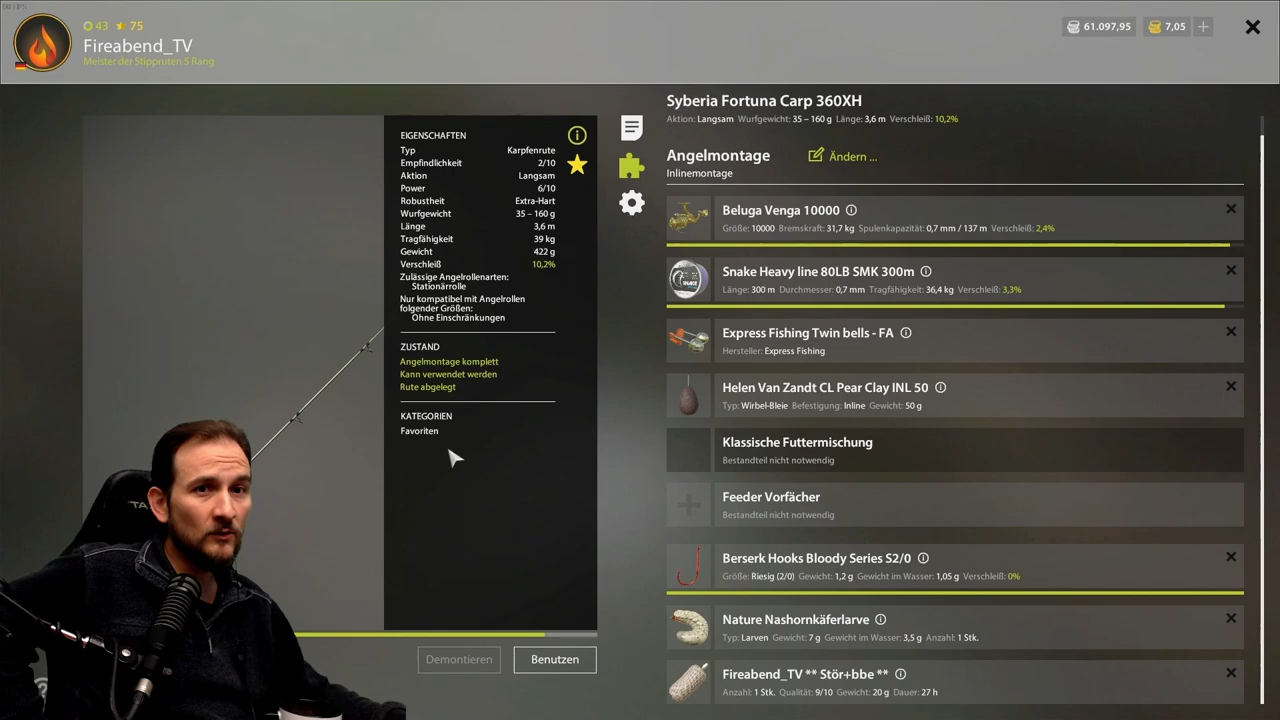 43 75
Fireabend_TV
Meister der Stippruten 5 Rang
61.097,95
7,05
EIGENSCHAFTEN
Typ Karpfenrute
Empfindlichkeit 2/10
Aktion Langsam
Power 6/10
Robustheit Extra-Hart
Wurfgewicht 35 – 160 g
Länge 3,6 m
Tragfähigkeit 39 kg
Gewicht 422 g
Verschleiß 10,2%
Zulässige Angelrollenarten:
Stationärrolle
Nur kompatibel mit Angelrollen
folgender Größen:
Ohne Einschränkungen
ZUSTAND
Angelmontage komplett
Kann verwendet werden
Rute abgelegt
KATEGORIEN
Favoriten
Demontieren
Benutzen
Syberia Fortuna Carp 360XH
Aktion: Langsam Wurfgewicht: 35 – 160 g Länge: 3,6 m Verschleiß: 10,2%
Angelmontage
Ändern ...
Inlinemontage
Beluga Venga 10000
Größe: 10000 Bremskraft: 31,7 kg Spulenkapazität: 0,7 mm / 137 m Verschleiß: 2,4%
Snake Heavy line 80LB SMK 300m
Länge: 300 m Durchmesser: 0,7 mm Tragfähigkeit: 36,4 kg Verschleiß: 3,3%
Express Fishing Twin bells - FA
Hersteller: Express Fishing
Helen Van Zandt CL Pear Clay INL 50
Typ: Wirbel-Bleie Befestigung: Inline Gewicht: 50 g
Klassische Futtermischung
Bestandteil nicht notwendig
Feeder Vorfächer
Bestandteil nicht notwendig
Berserk Hooks Bloody Series S2/0
Größe: Riesig (2/0) Gewicht: 1,2 g Gewicht im Wasser: 1,05 g Verschleiß: 0%
Nature Nashornkäferlarve
Typ: Larven Gewicht: 7 g Gewicht im Wasser: 3,5 g Anzahl: 1 Stk.
Fireabend_TV ** Stör+bbe **
Anzahl: 1 Stk. Qualität: 9/10 Gewicht: 20 g Dauer: 27 h